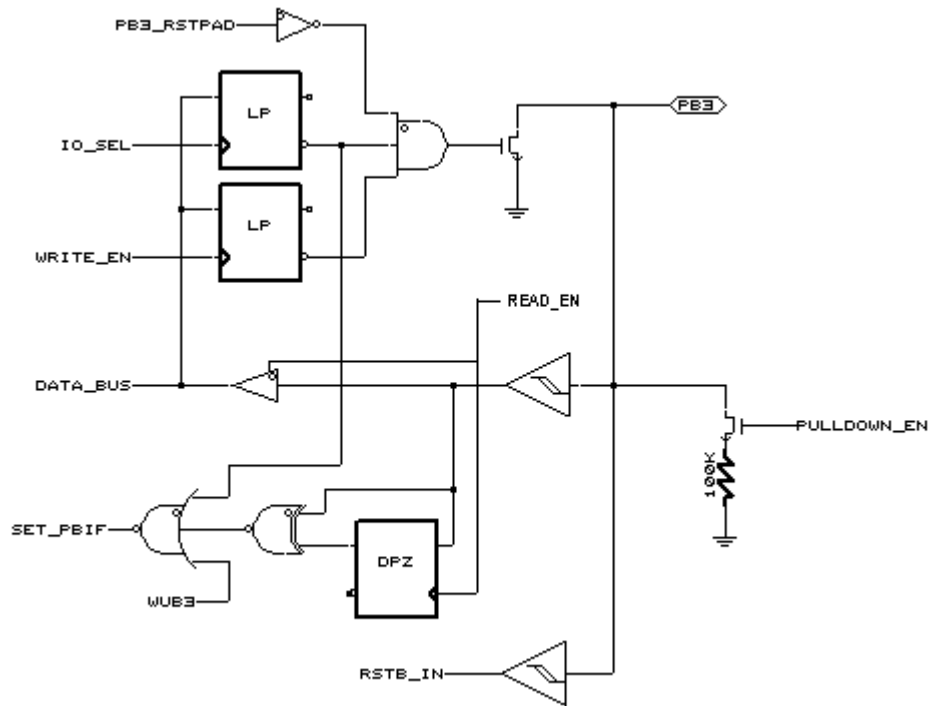 PB3_RSTPAD
LP
PB3
IO_SEL
LP
WRITE_EN
READ_EN
DATA_BUS
PULLDOWN_EN
100K
SET_PBIF
DPZ
WUB3
RSTB_IN